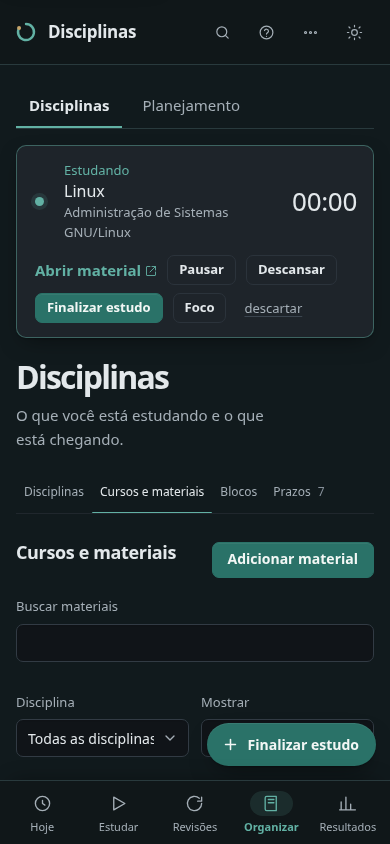 Disciplinas
Disciplinas
Planejamento
Estudando
Linux
Administração de Sistemas
GNU/Linux
00:00
Abrir material
Pausar
Descansar
Finalizar estudo
Foco
descartar
Disciplinas
O que você está estudando e o que
está chegando.
Disciplinas
Cursos e materiais
Blocos
Prazos 7
Cursos e materiais
Adicionar material
Buscar materiais
Disciplina
Mostrar
Todas as disciplinas
Finalizar estudo
Hoje
Estudar
Revisões
Organizar
Resultados